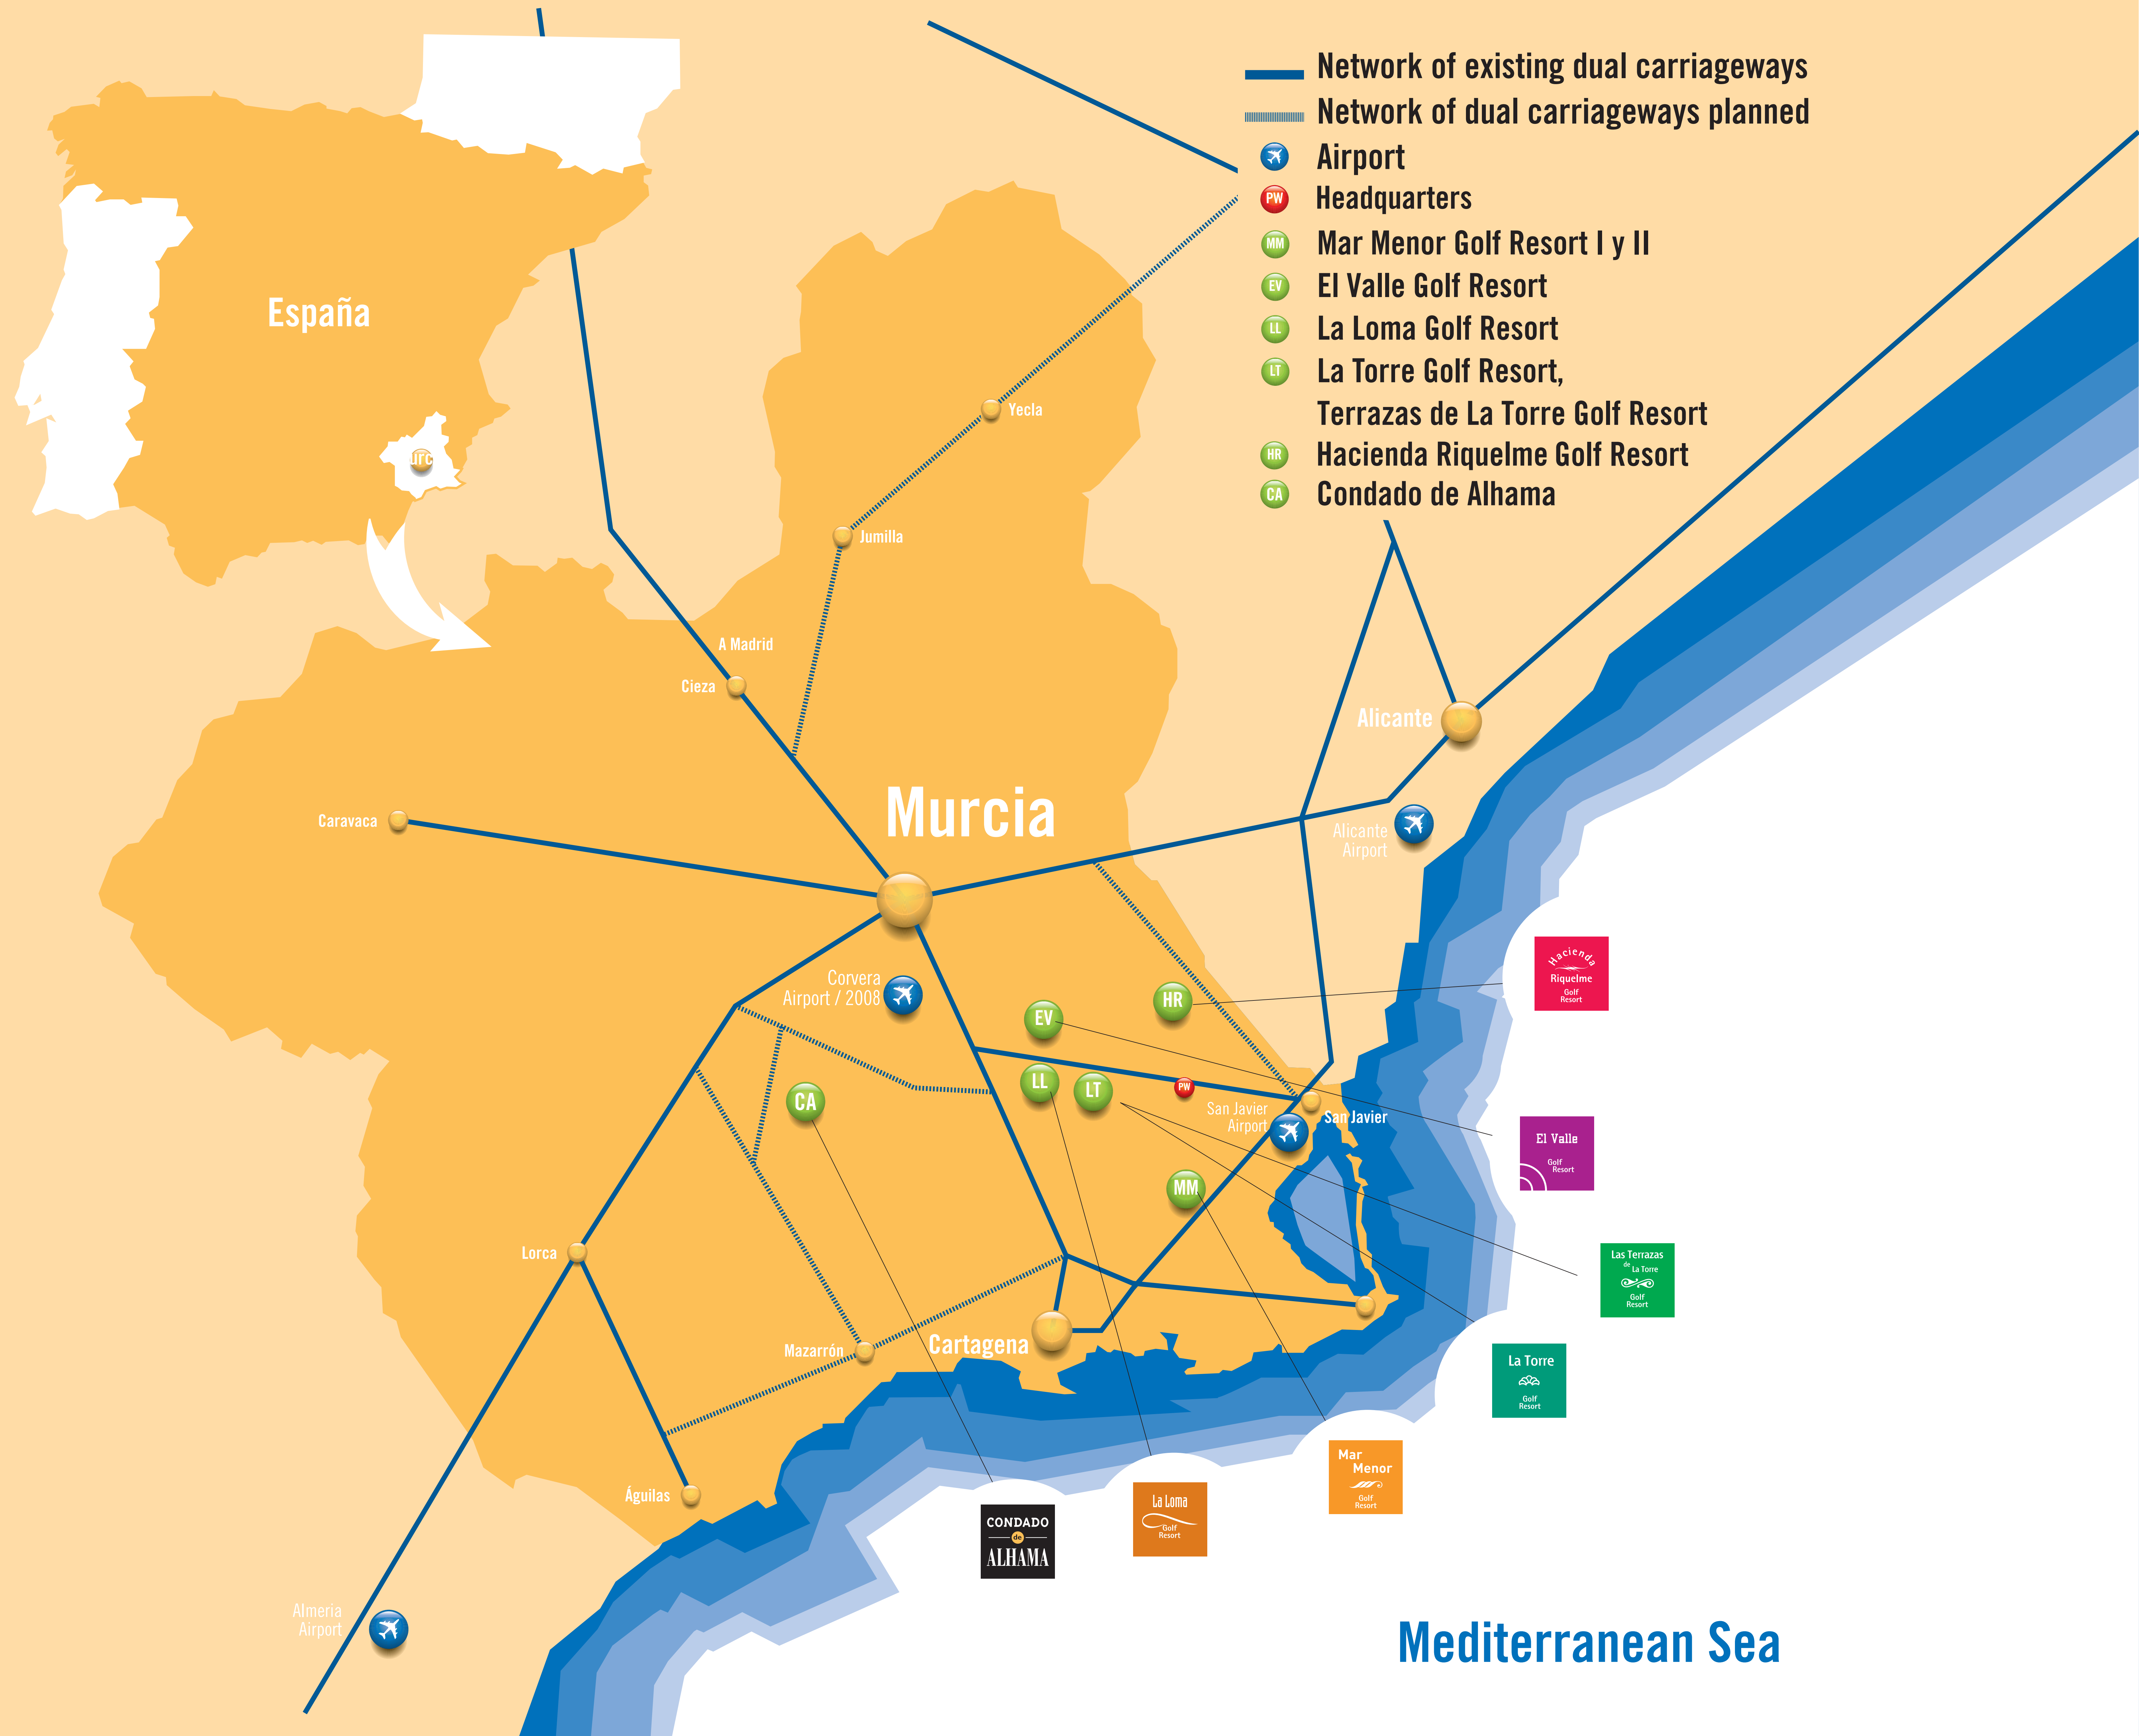 Network of existing dual carriageways
Network of dual carriageways planned
Airport
PW
Headquarters
MM
Mar Menor Golf Resort I y II
EV
El Valle Golf Resort
LL
La Loma Golf Resort
LT
La Torre Golf Resort,
Terrazas de La Torre Golf Resort
HR
Hacienda Riquelme Golf Resort
CA
Condado de Alhama
España
Yecla
Jumilla
A Madrid
Cieza
Alicante
Murcia
Caravaca
Alicante
Airport
Corvera
Airport / 2008
HR
EV
LL
LT
PW
CA
San Javier
Airport
San Javier
MM
Lorca
Mazarrón
Cartagena
Águilas
Almeria
Airport
Hacienda
Riquelme
Golf
Resort
El Valle
Golf
Resort
Las Terrazas
de La Torre
Golf
Resort
La Torre
Golf
Resort
Mar
Menor
Golf
Resort
La Loma
Golf
Resort
CONDADO
de
ALHAMA
Mediterranean Sea